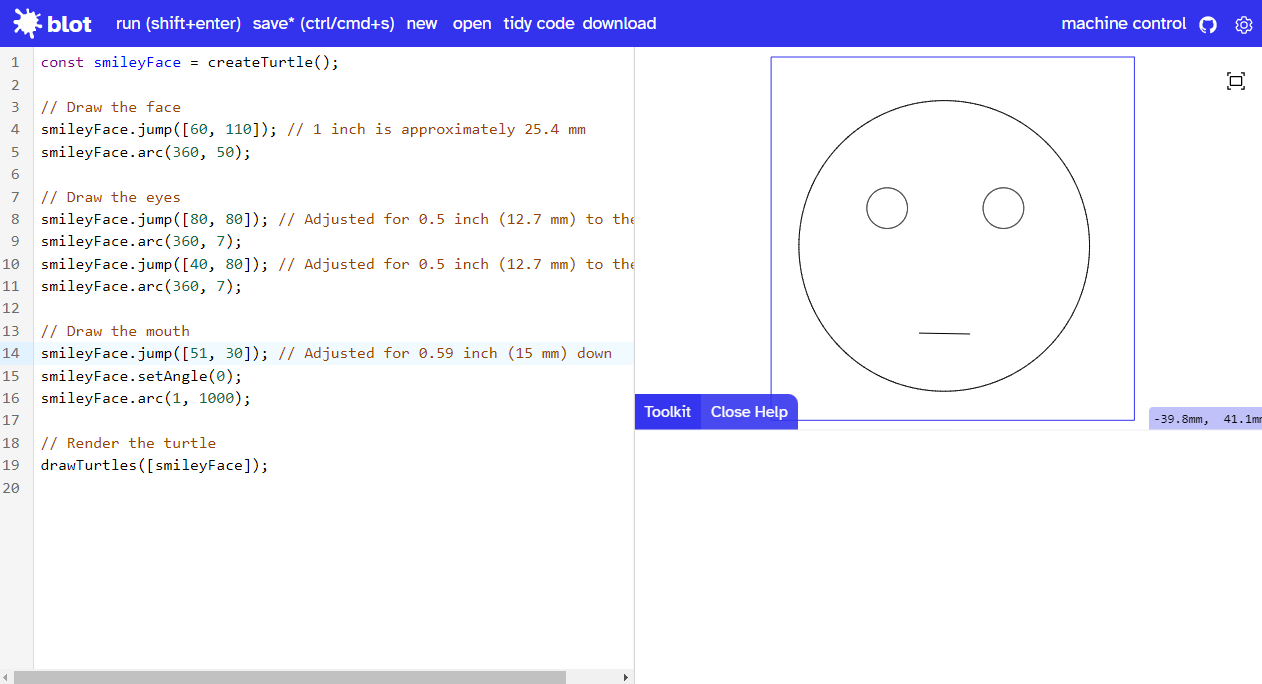 blot run (shift+enter) save* (ctrl/cmd+s) new open tidy code download machine control
1 const smileyFace = createTurtle();
2
3 // Draw the face
4 smileyFace.jump([60, 110]); // 1 inch is approximately 25.4 mm
5 smileyFace.arc(360, 50);
6
7 // Draw the eyes
8 smileyFace.jump([80, 80]); // Adjusted for 0.5 inch (12.7 mm) to the
9 smileyFace.arc(360, 7);
10 smileyFace.jump([40, 80]); // Adjusted for 0.5 inch (12.7 mm) to the
11 smileyFace.arc(360, 7);
12
13 // Draw the mouth
14 smileyFace.jump([51, 30]); // Adjusted for 0.59 inch (15 mm) down
15 smileyFace.setAngle(0);
16 smileyFace.arc(1, 1000);
17
18 // Render the turtle
19 drawTurtles([smileyFace]);
20
Toolkit Close Help
-39.8mm, 41.1mm